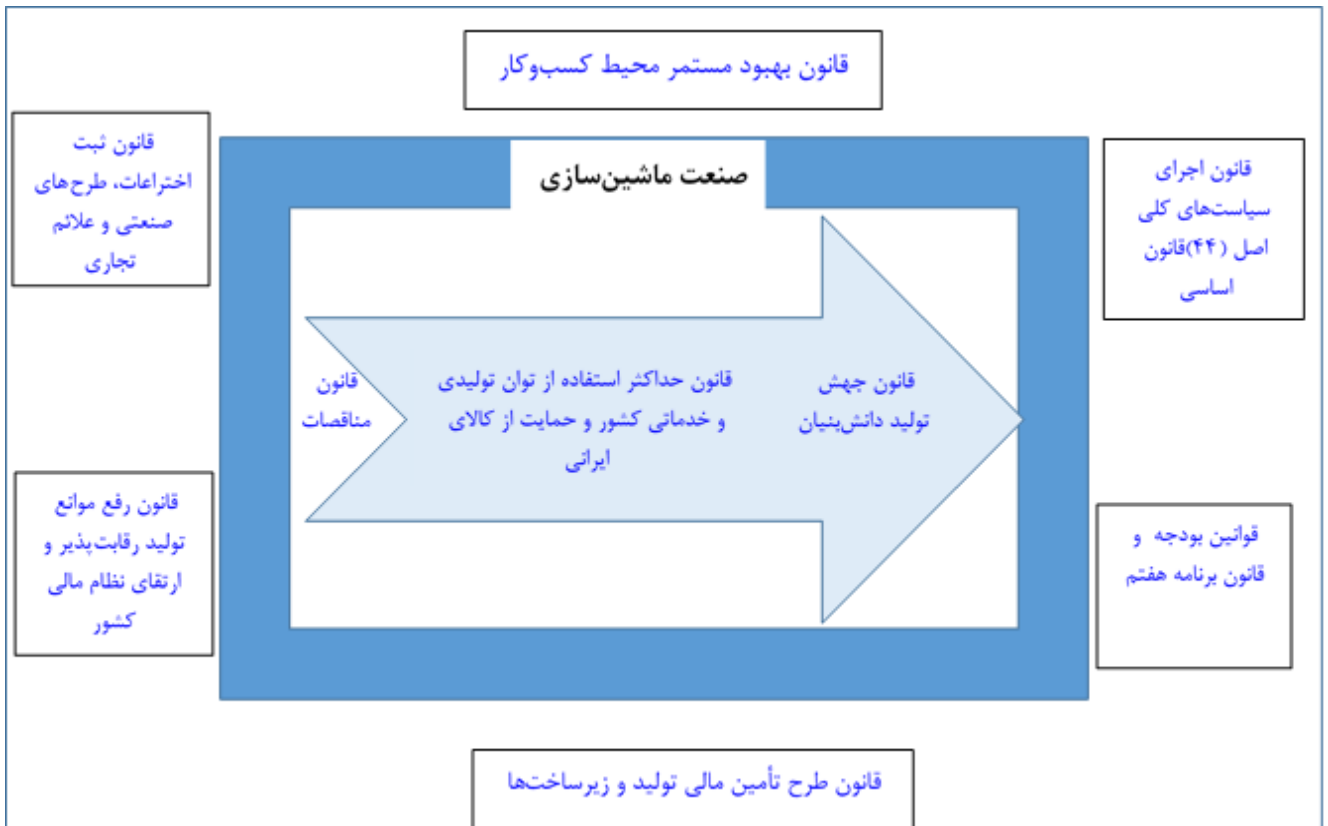 قانون بهبود مستمر محیط کسب‌وکار
قانون اجرای
سیاست‌های کلی
اصل (۴۴)قانون
اساسی
قانون ثبت
اختراعات، طرح‌های
صنعتی و علائم
تجاری
صنعت ماشین‌سازی
قانون جهش
تولید دانش‌بنیان
قانون حداکثر استفاده از توان تولیدی
و خدماتی کشور و حمایت از کالای
ایرانی
قانون
مناقصات
قوانین بودجه و
قانون برنامه هفتم
قانون رفع موانع
تولید رقابت‌پذیر و
ارتقای نظام مالی
کشور
قانون طرح تأمین مالی تولید و زیرساخت‌ها